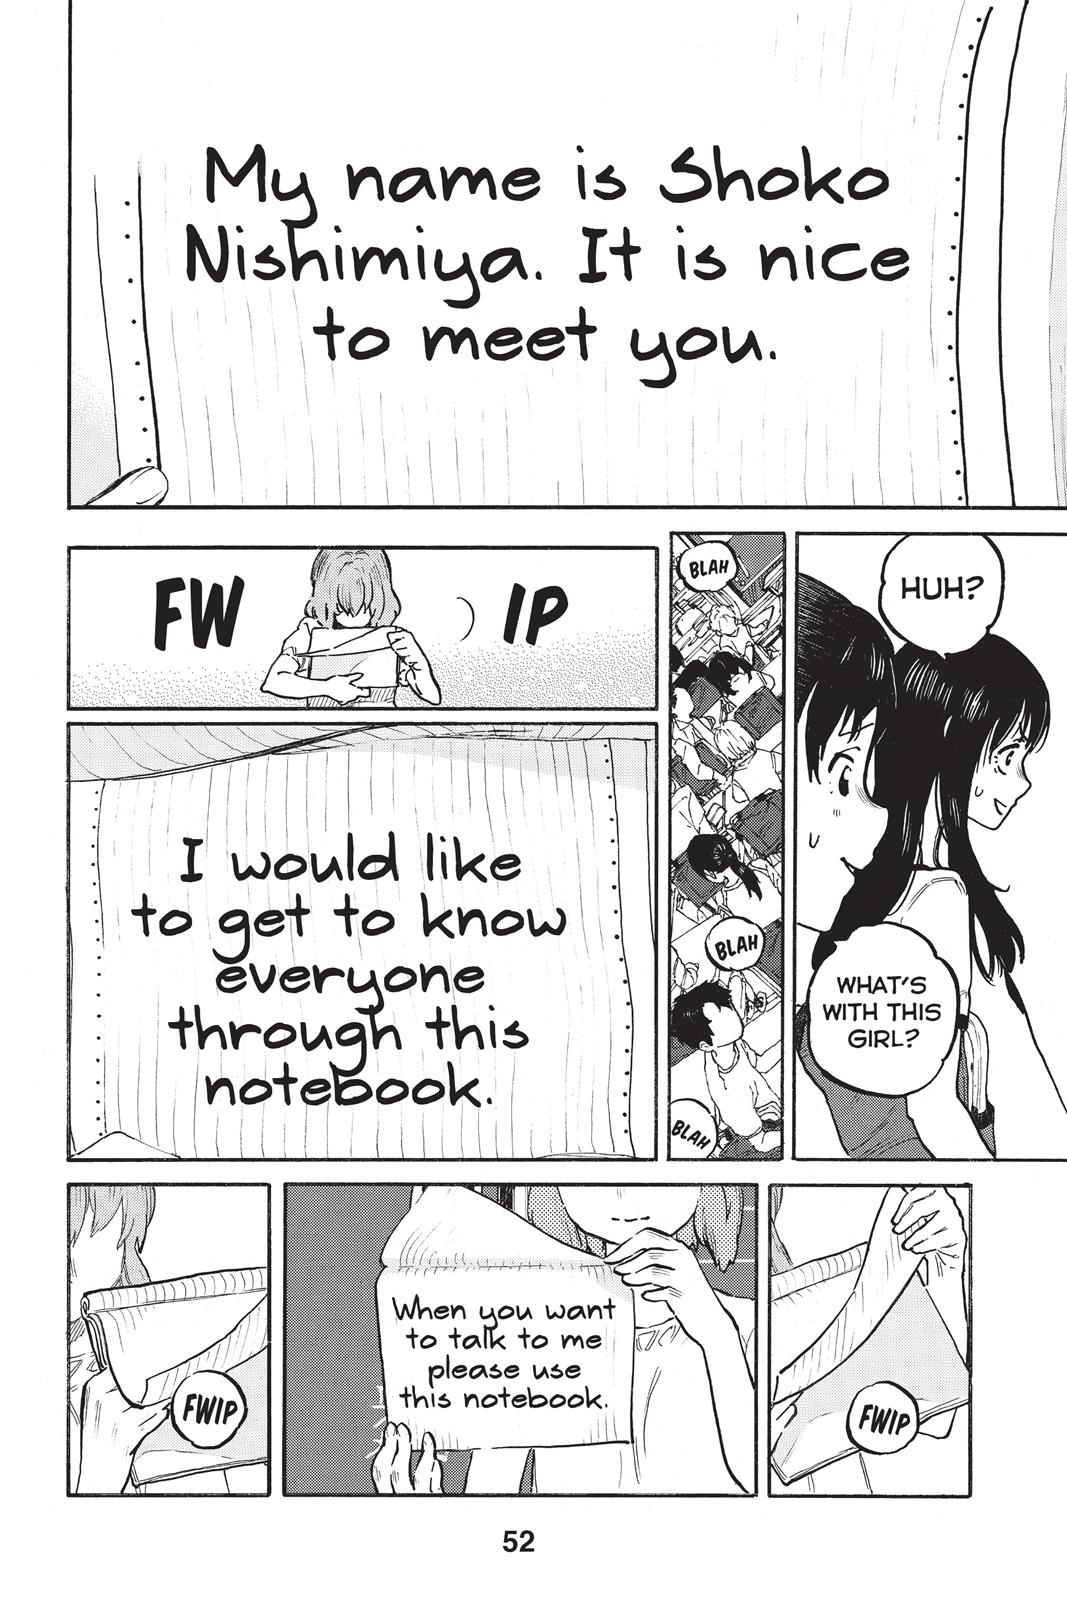 My name is Shoko
Nishimiya. It is nice
to meet you.
HUH?
WHAT'S
WITH THIS
GIRL?
BLAH
BLAH
BLAH
FW IP
I would like
to get to know
everyone
through this
notebook.
FWIP
When you want
to talk to me
please use
this notebook.
FWIP
52